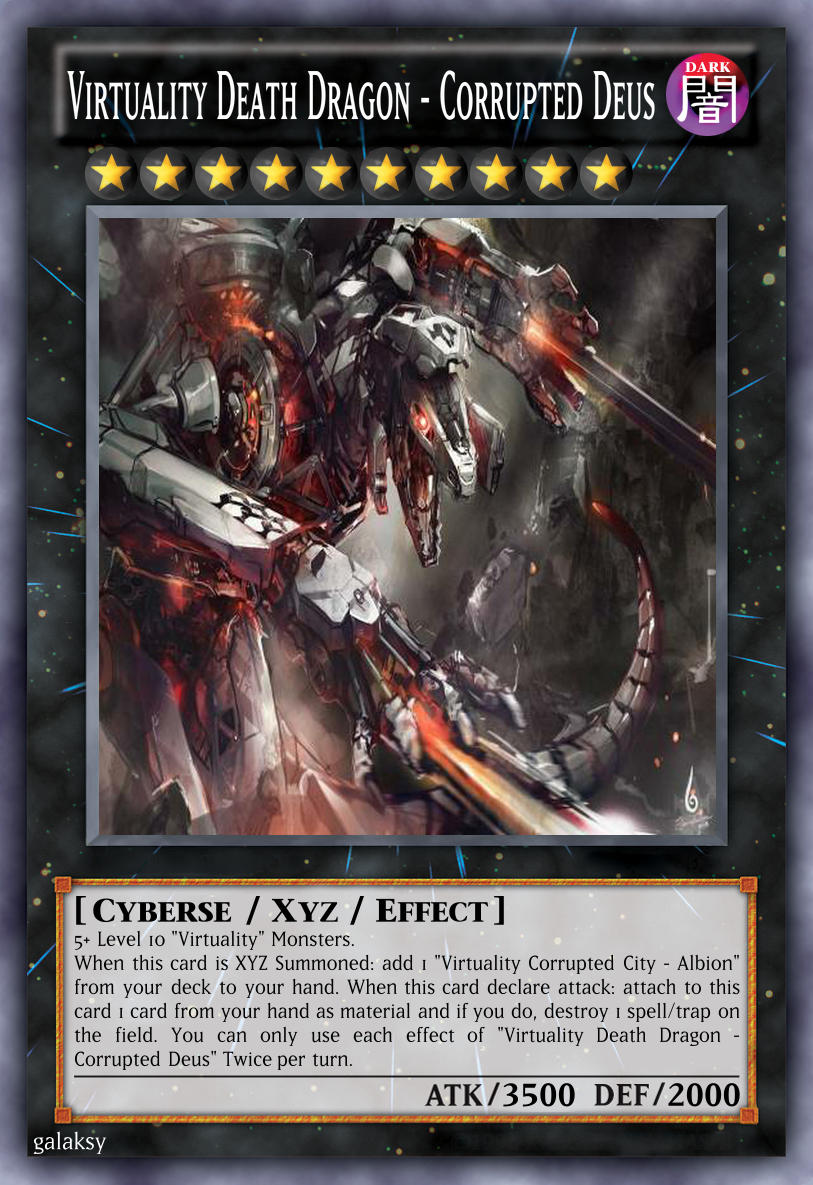 Virtuality Death Dragon - Corrupted Deus
DARK
闇
[ Cyberse / Xyz / Effect ]
5+ Level 10 "Virtuality" Monsters.
When this card is XYZ Summoned: add 1 "Virtuality Corrupted City - Albion"
from your deck to your hand. When this card declare attack: attach to this
card 1 card from your hand as material and if you do, destroy 1 spell/trap on
the field. You can only use each effect of "Virtuality Death Dragon -
Corrupted Deus" Twice per turn.
ATK/3500 DEF/2000
galaksy